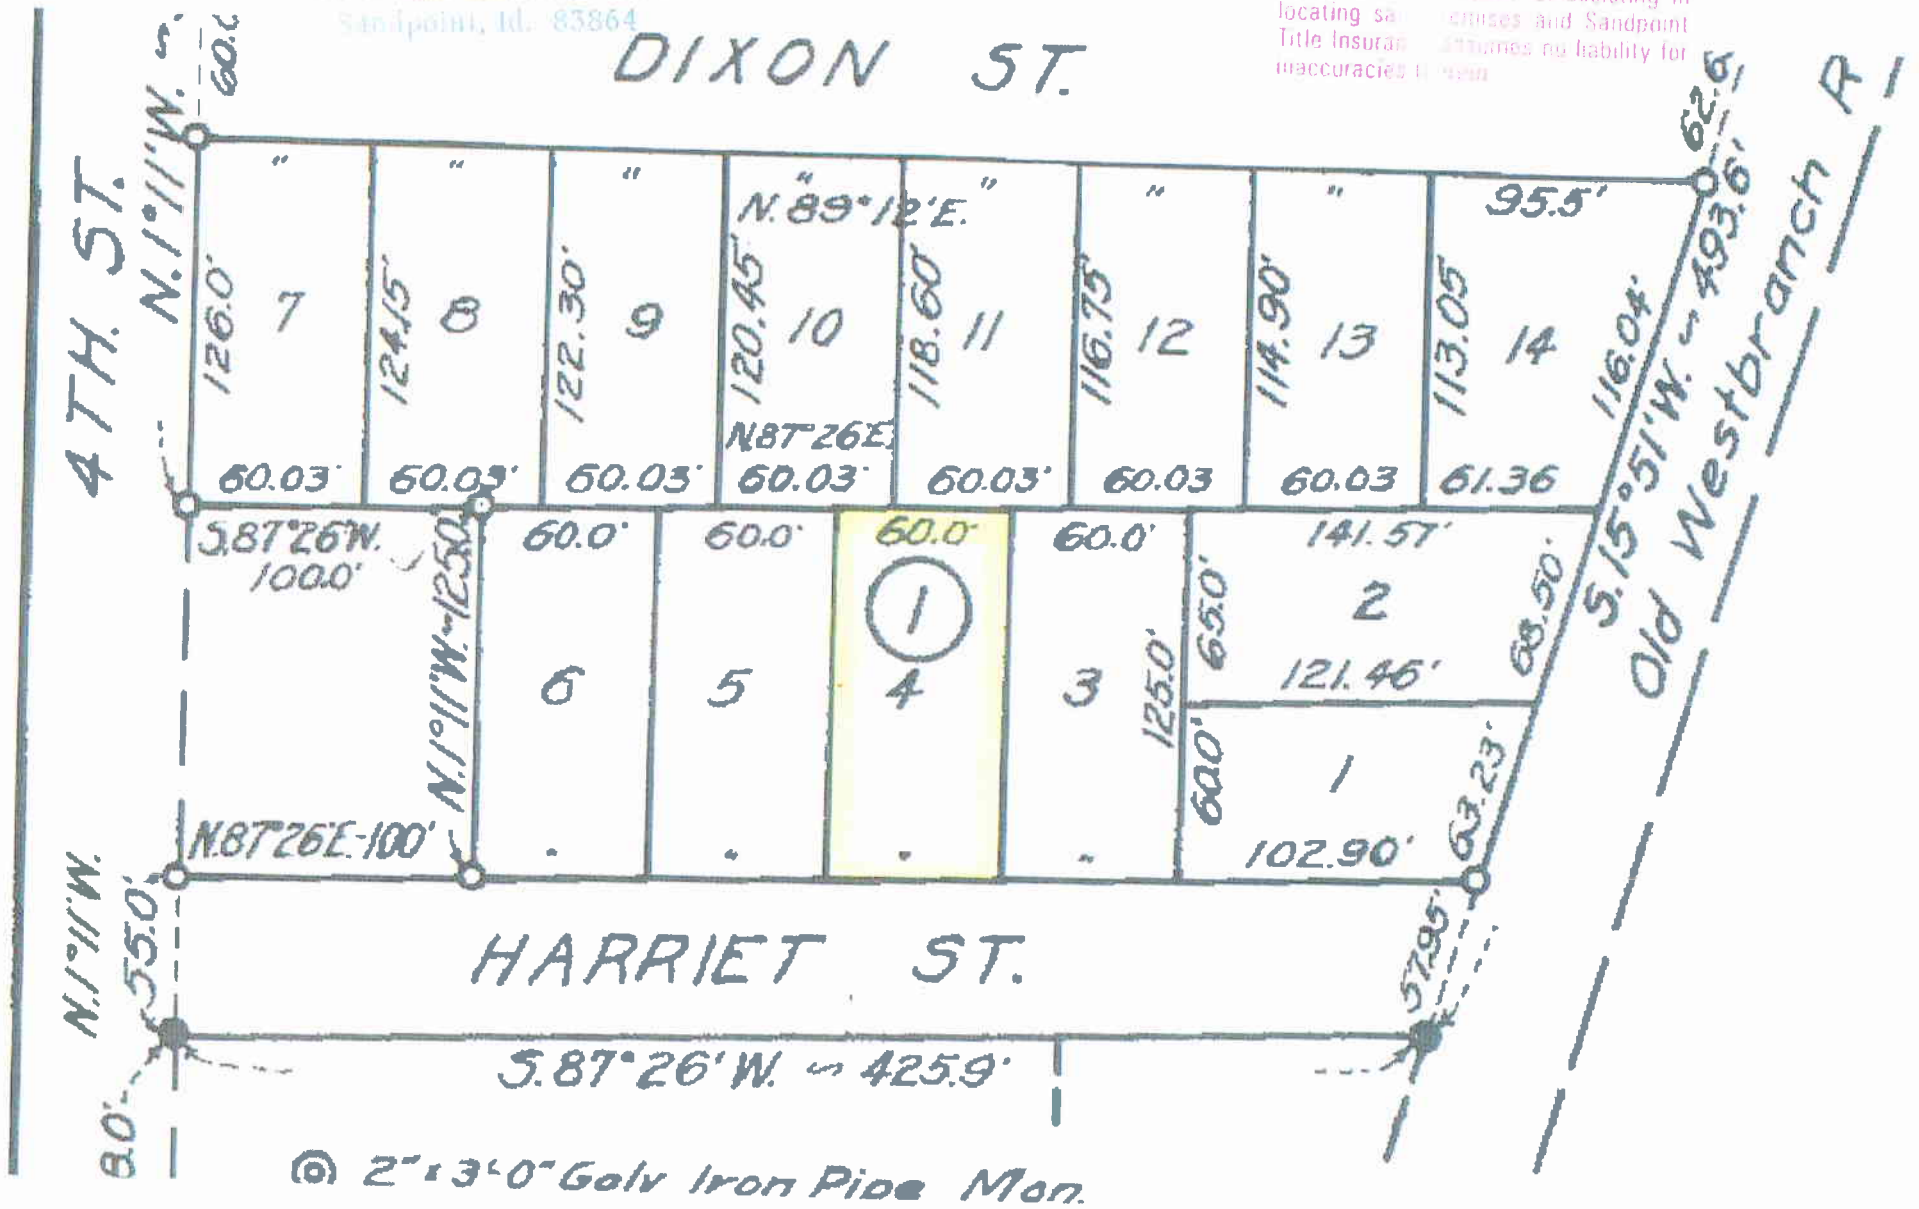 Sandpoint, Id. 83864
locating
and Sandpoint
Title
no liability for
inaccuracies
DIXON ST.
60.
62.6
4TH. ST.
N.1°11'W.
" " " " " " " 95.5'
N.89°12'E.
126.0' 7 124.15' 8 122.30' 9 120.45' 10 118.60' 11 116.75' 12 114.90' 13 113.05 14 116.04'
S.15°51'W. ~ 493.6'
Old Westbranch R
N.87°26'E.
60.03' 60.03' 60.03' 60.03' 60.03' 60.03 60.03 61.36
S.87°26'W.
100.0'
N.1°11'W.~125.0'
60.0' 60.0' 60.0' 60.0' 141.57'
1
65.0' 2 68.50'
6 5 4 3 125.0' 121.46'
60.0' 1 63.23'
N.87°26'E.-100' " " " " 102.90'
N.1°11'W.
55.0'
HARRIET ST.
57.95'
S.87°26'W. ~ 425.9'
8.0'
2"x3'-0" Galv Iron Pipe Mon.